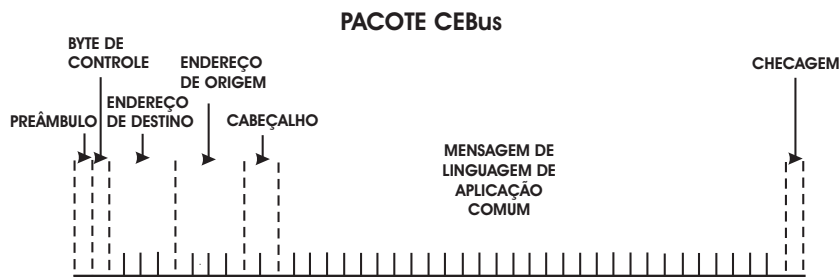 PACOTE CEBus
BYTE DE
CONTROLE
ENDEREÇO
DE ORIGEM
CHECAGEM
ENDEREÇO
DE DESTINO
PREÂMBULO
CABEÇALHO
MENSAGEM DE
LINGUAGEM DE
APLICAÇÃO
COMUM